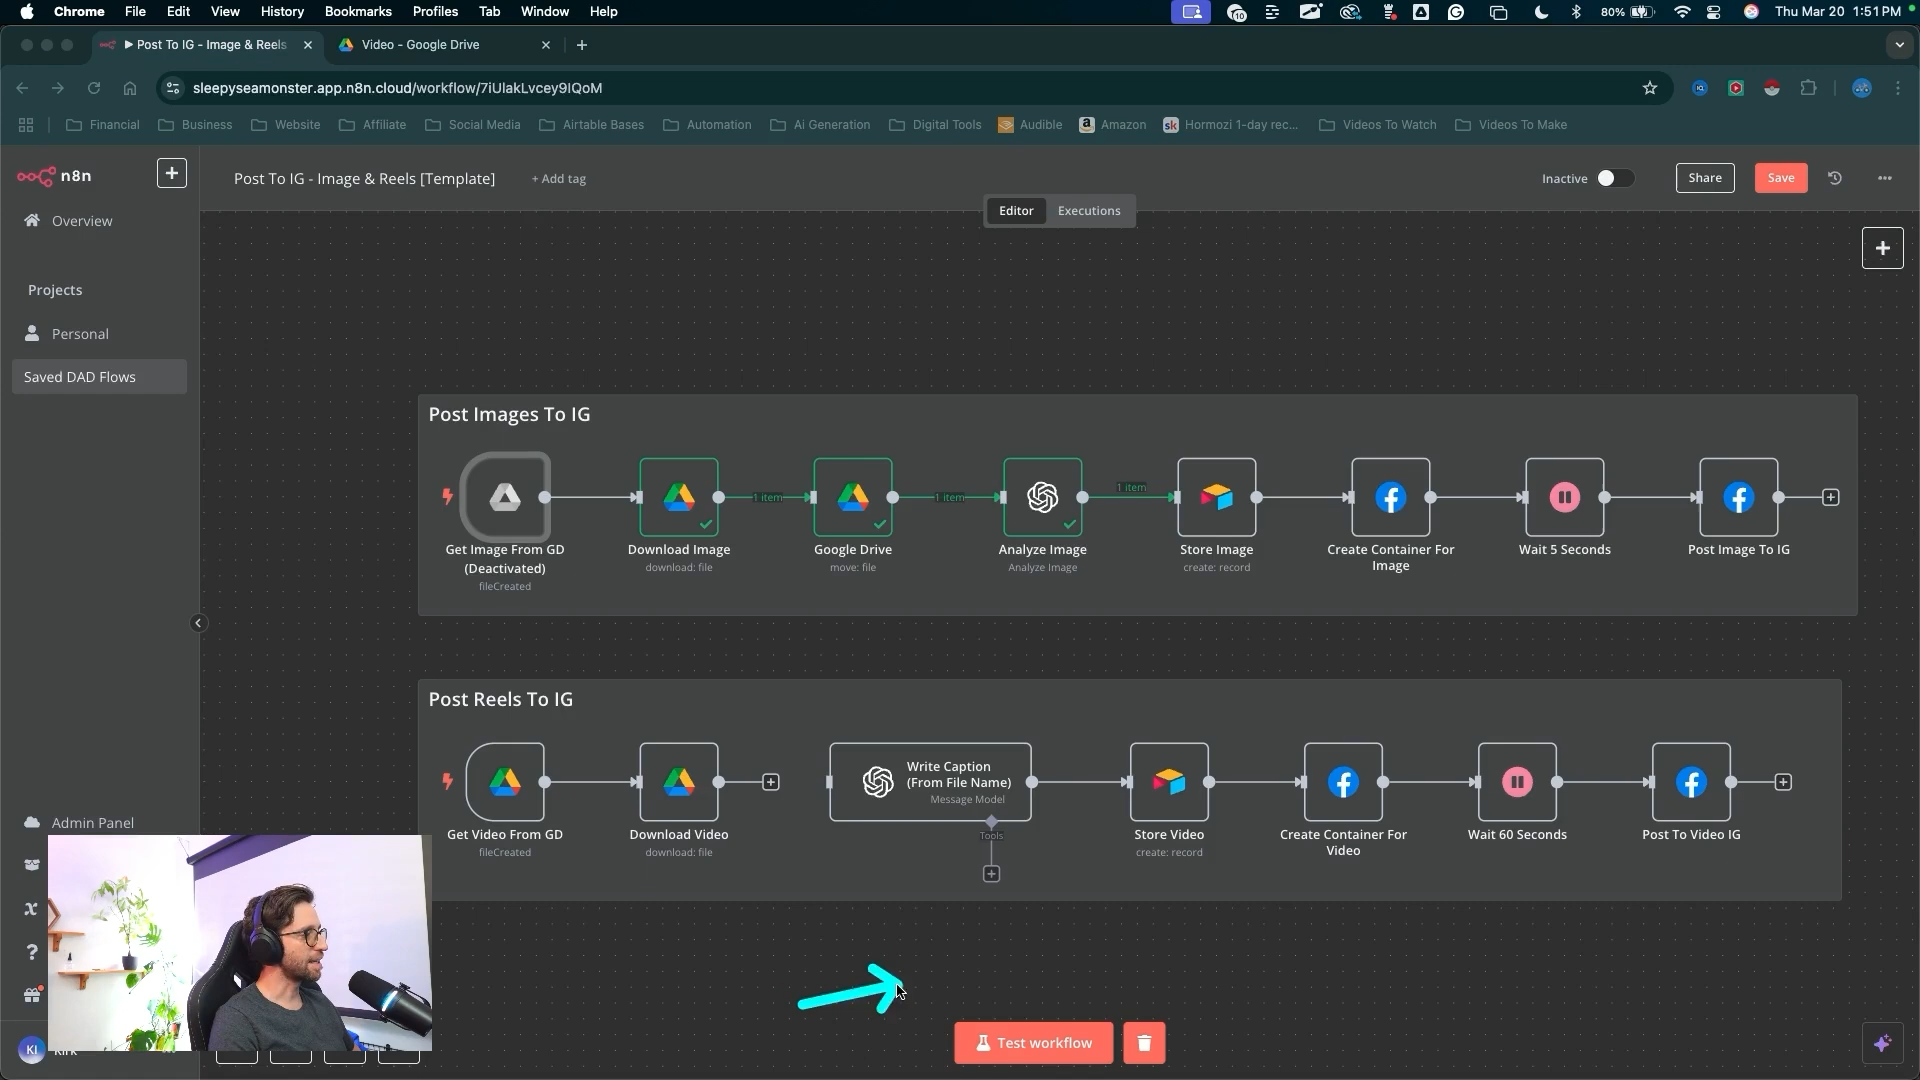 Chrome File Edit View History Bookmarks Profiles Tab Window Help
10
80%
Thu Mar 20 1:51 PM
Post To IG - Image & Reels
Video - Google Drive
sleepyseamonster.app.n8n.cloud/workflow/7iUlakLvcey9IQoM
Financial
Business
Website
Affiliate
Social Media
Airtable Bases
Automation
Ai Generation
Digital Tools
Audible
Amazon
sk Hormozi 1-day rec...
Videos To Watch
Videos To Make
n8n
Post To IG - Image & Reels [Template]
+ Add tag
Inactive
Share
Save
Editor
Executions
Overview
Projects
Personal
Saved DAD Flows
Post Images To IG
1 item
1 item
1 item
Get Image From GD
(Deactivated)
fileCreated
Download Image
download: file
Google Drive
move: file
Analyze Image
Analyze Image
Store Image
create: record
Create Container For
Image
Wait 5 Seconds
Post Image To IG
Post Reels To IG
Write Caption
(From File Name)
Message Model
Tools
Get Video From GD
fileCreated
Download Video
download: file
Store Video
create: record
Create Container For
Video
Wait 60 Seconds
Post To Video IG
Admin Panel
KI
Test workflow